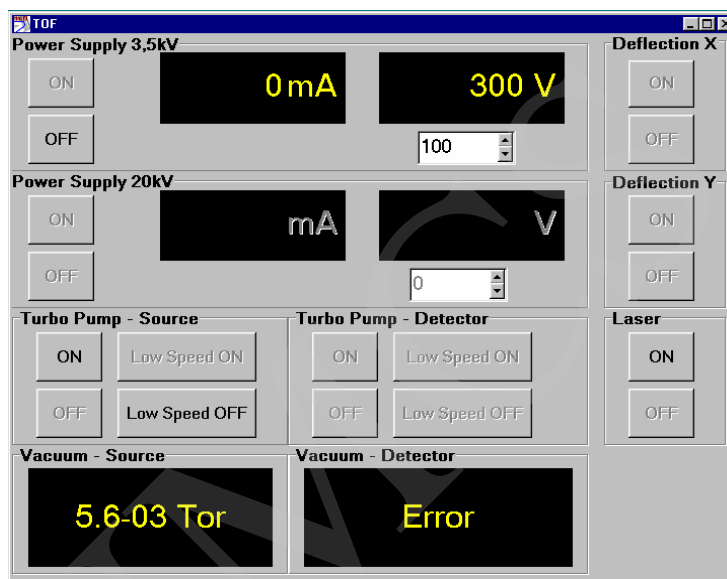 TOF
Power Supply 3,5kV
ON
OFF
0 mA
300 V
100
Deflection X
ON
OFF
Power Supply 20kV
ON
OFF
mA
V
0
Deflection Y
ON
OFF
Turbo Pump - Source
ON
Low Speed ON
OFF
Low Speed OFF
Turbo Pump - Detector
ON
Low Speed ON
OFF
Low Speed OFF
Laser
ON
OFF
Vacuum - Source
5.6-03 Tor
Vacuum - Detector
Error